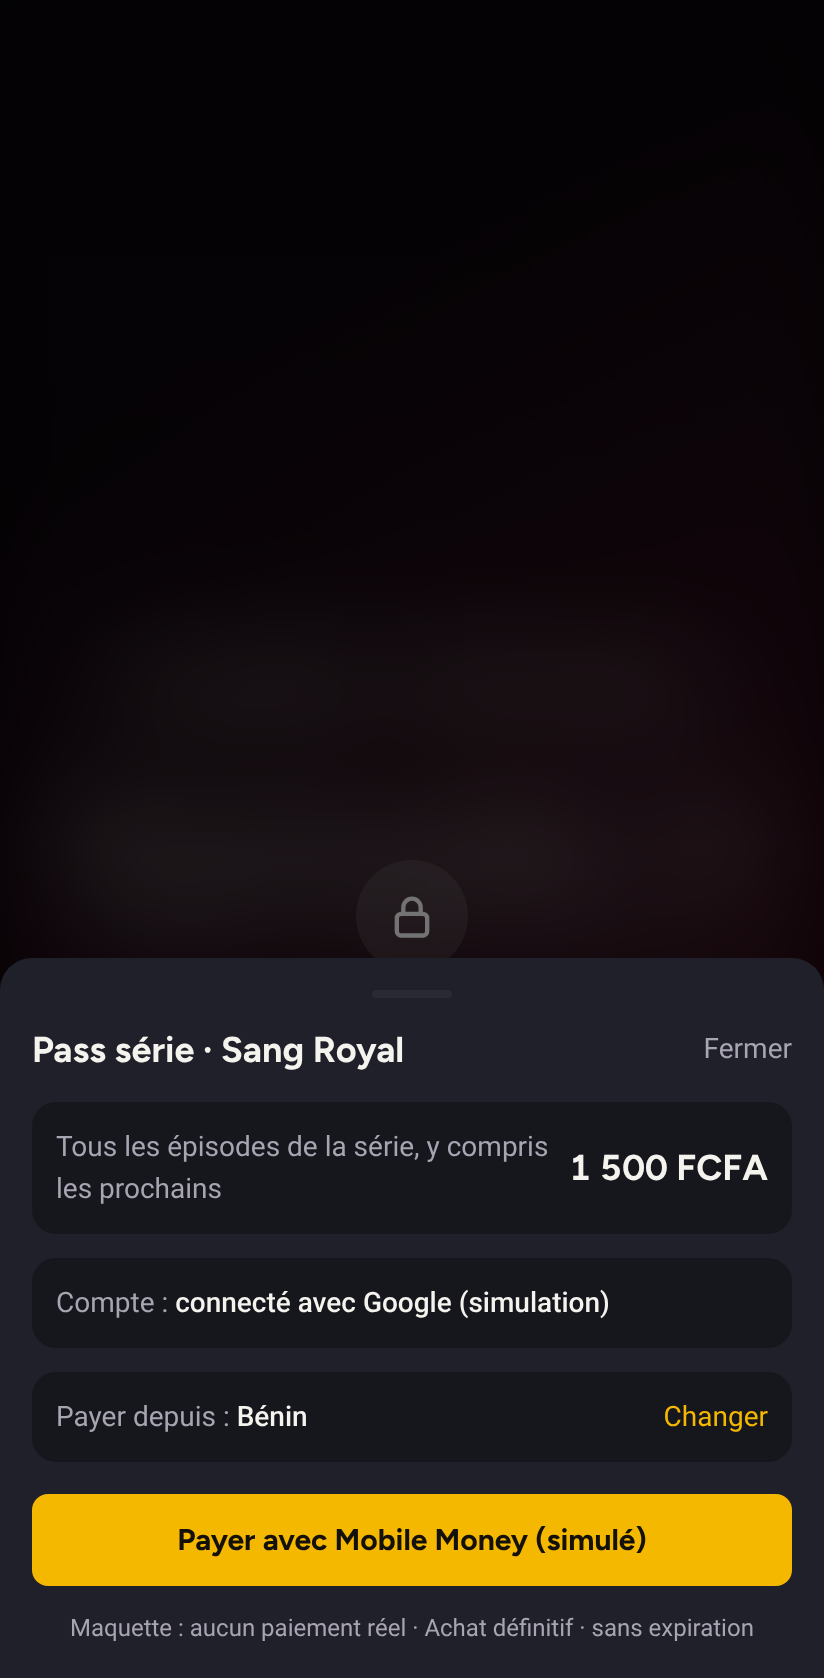 Pass série · Sang Royal
Fermer
Tous les épisodes de la série, y compris
les prochains
1 500 FCFA
Compte : connecté avec Google (simulation)
Payer depuis : Bénin
Changer
Payer avec Mobile Money (simulé)
Maquette : aucun paiement réel · Achat définitif · sans expiration